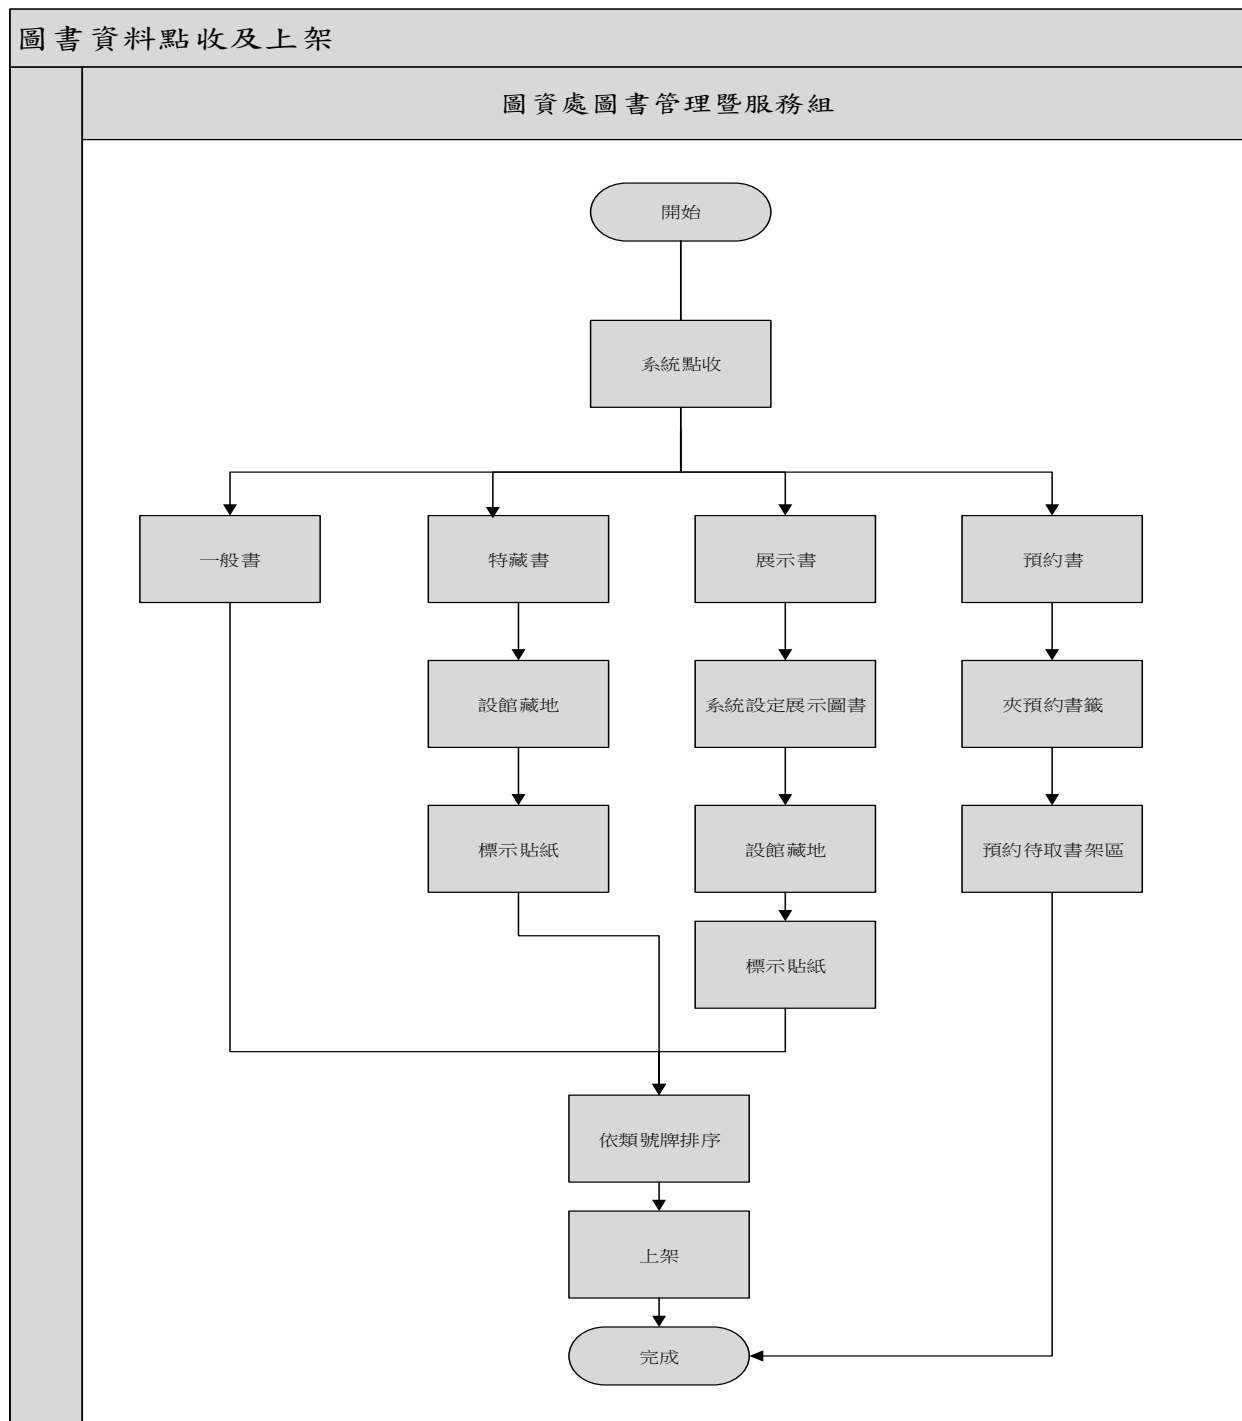 圖書資料點收及上架
圖資處圖書管理暨服務組
開始
系統點收
一般書
特藏書
展示書
預約書
設館藏地
系統設定展示圖書
夾預約書籤
標示貼紙
設館藏地
預約待取書架區
標示貼紙
依類號牌排序
上架
完成